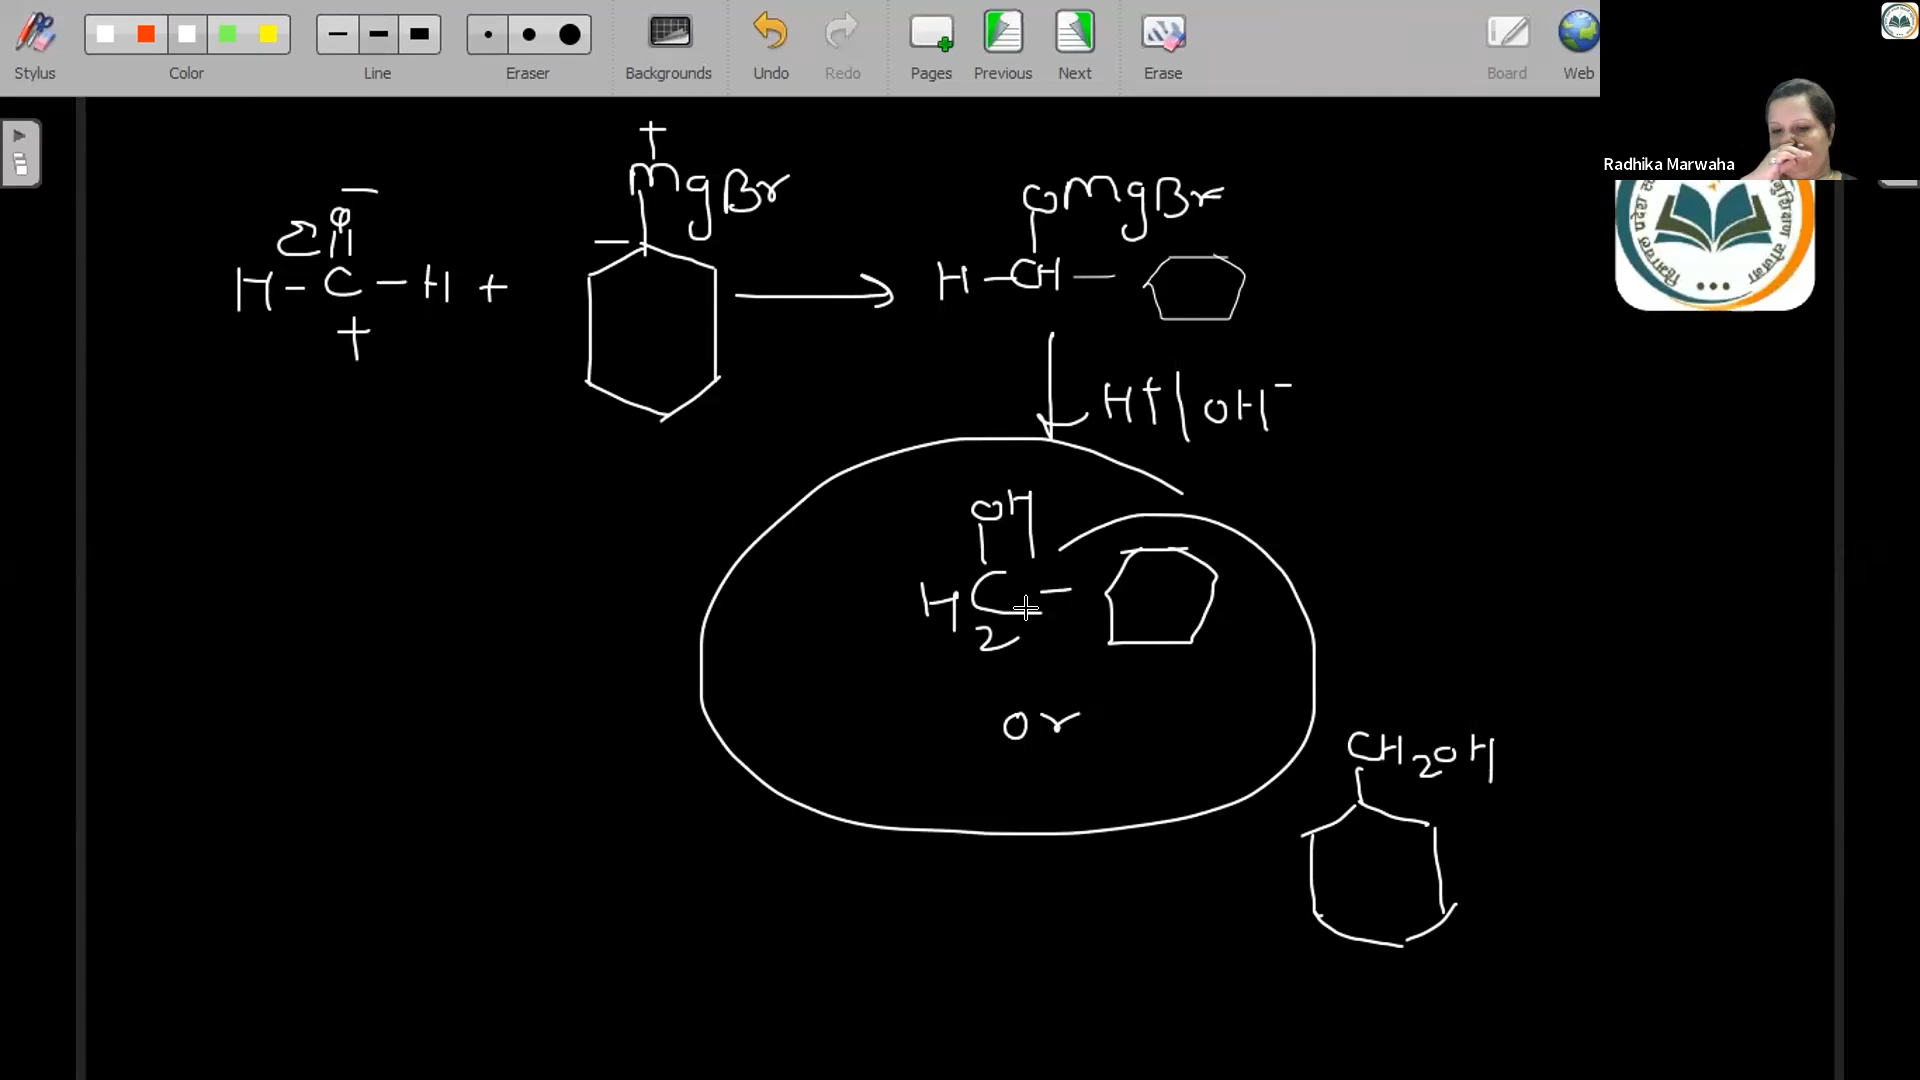 Stylus Color Line Eraser Backgrounds Undo Redo Pages Previous Next Erase Board Web
Radhika Marwaha
+
MgBr
OMgBr
−
O
−
H - C - H +
+
H - CH -
H+ | OH⁻
OH
H2C -
or
CH2OH